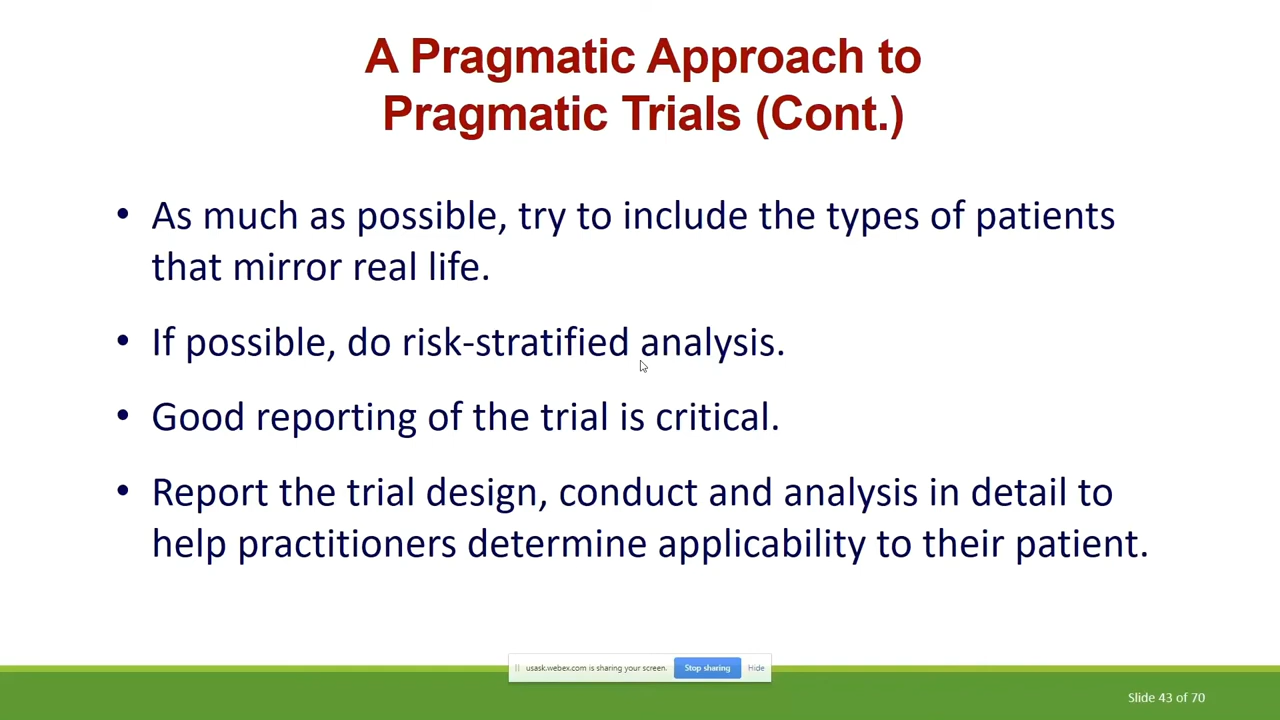 A Pragmatic Approach to
Pragmatic Trials (Cont.)
• As much as possible, try to include the types of patients
that mirror real life.
• If possible, do risk-stratified analysis.
• Good reporting of the trial is critical.
• Report the trial design, conduct and analysis in detail to
help practitioners determine applicability to their patient.
usask.webex.com is sharing your screen. Stop sharing Hide
Slide 43 of 70